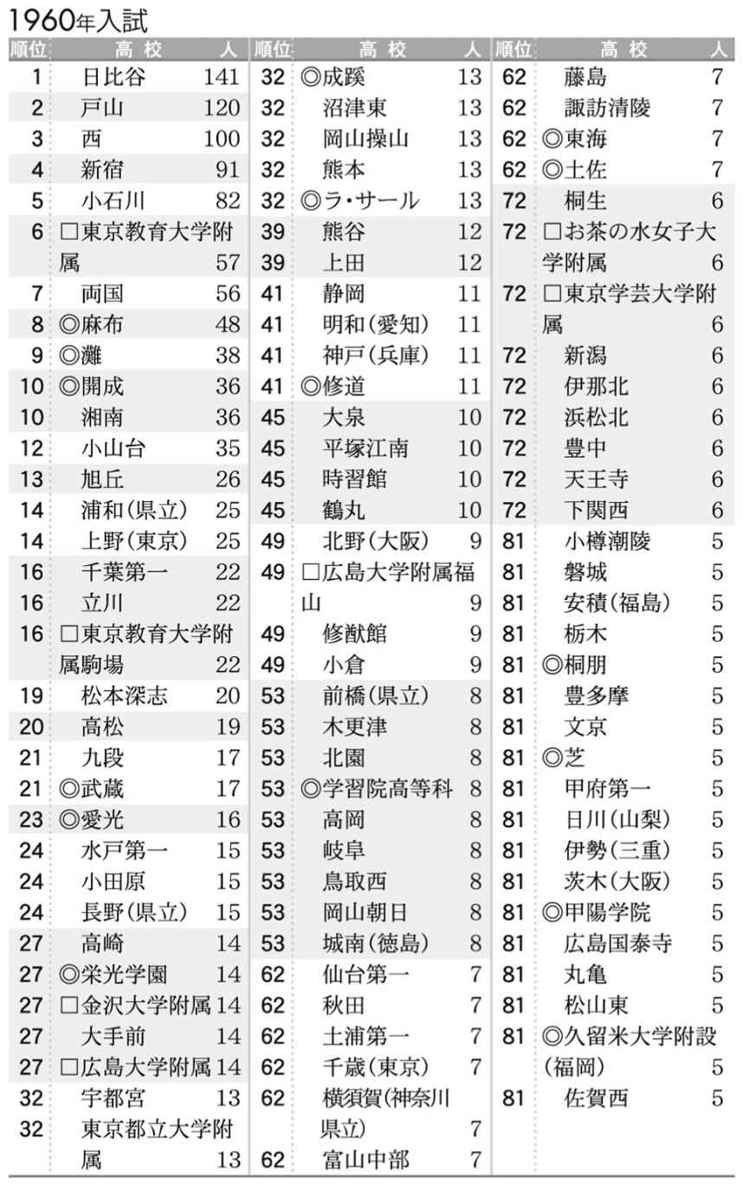 1960年入試
順位 高校 人
1 日比谷 141
2 戸山 120
3 西 100
4 新宿 91
5 小石川 82
6 □東京教育大学附
属 57
7 両国 56
8 ◎麻布 48
9 ◎灘 38
10 ◎開成 36
10 湘南 36
12 小山台 35
13 旭丘 26
14 浦和(県立) 25
14 上野(東京) 25
16 千葉第一 22
16 立川 22
16 □東京教育大学附
属駒場 22
19 松本深志 20
20 高松 19
21 九段 17
21 ◎武蔵 17
23 ◎愛光 16
24 水戸第一 15
24 小田原 15
24 長野(県立) 15
27 高崎 14
27 ◎栄光学園 14
27 □金沢大学附属 14
27 大手前 14
27 □広島大学附属 14
32 宇都宮 13
32 東京都立大学附
属 13
順位 高校 人
32 ◎成蹊 13
32 沼津東 13
32 岡山操山 13
32 熊本 13
32 ◎ラ・サール 13
39 熊谷 12
39 上田 12
41 静岡 11
41 明和(愛知) 11
41 神戸(兵庫) 11
41 ◎修道 11
45 大泉 10
45 平塚江南 10
45 時習館 10
45 鶴丸 10
49 北野(大阪) 9
49 □広島大学附属福
山 9
49 修猷館 9
49 小倉 9
53 前橋(県立) 8
53 木更津 8
53 北園 8
53 ◎学習院高等科 8
53 高岡 8
53 岐阜 8
53 鳥取西 8
53 岡山朝日 8
53 城南(徳島) 8
62 仙台第一 7
62 秋田 7
62 土浦第一 7
62 千歳(東京) 7
62 横須賀(神奈川
県立) 7
62 富山中部 7
順位 高校 人
62 藤島 7
62 諏訪清陵 7
62 ◎東海 7
62 ◎土佐 7
72 桐生 6
72 □お茶の水女子大
学附属 6
72 □東京学芸大学附
属 6
72 新潟 6
72 伊那北 6
72 浜松北 6
72 豊中 6
72 天王寺 6
72 下関西 6
81 小樽潮陵 5
81 磐城 5
81 安積(福島) 5
81 栃木 5
81 ◎桐朋 5
81 豊多摩 5
81 文京 5
81 ◎芝 5
81 甲府第一 5
81 日川(山梨) 5
81 伊勢(三重) 5
81 茨木(大阪) 5
81 ◎甲陽学院 5
81 広島国泰寺 5
81 丸亀 5
81 松山東 5
81 ◎久留米大学附設
(福岡) 5
81 佐賀西 5